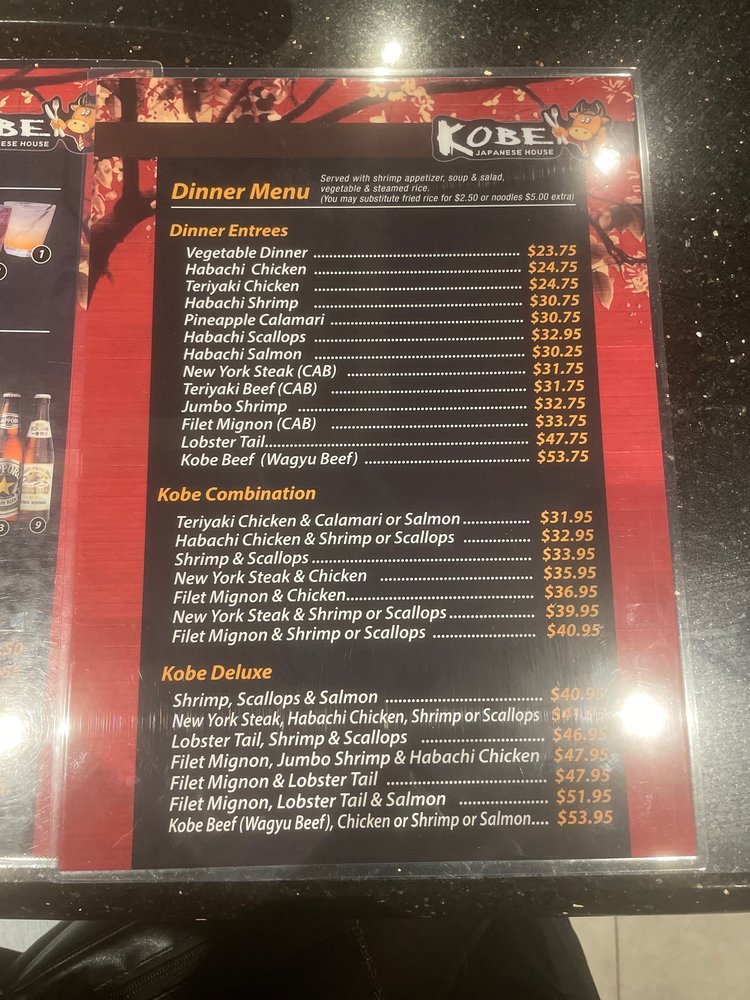 KOBE
JAPANESE HOUSE
Dinner Menu
Served with shrimp appetizer, soup & salad,
vegetable & steamed rice.
(You may substitute fried rice for $2.50 or noodles $5.00 extra)
Dinner Entrees
Vegetable Dinner ........ $23.75
Habachi Chicken ........ $24.75
Teriyaki Chicken ........ $24.75
Habachi Shrimp ........ $30.75
Pineapple Calamari ........ $30.75
Habachi Scallops ........ $32.95
Habachi Salmon ........ $30.25
New York Steak (CAB) ........ $31.75
Teriyaki Beef (CAB) ........ $31.75
Jumbo Shrimp ........ $32.75
Filet Mignon (CAB) ........ $33.75
Lobster Tail........ $47.75
Kobe Beef (Wagyu Beef) ........ $53.75
Kobe Combination
Teriyaki Chicken & Calamari or Salmon........ $31.95
Habachi Chicken & Shrimp or Scallops ........ $32.95
Shrimp & Scallops........ $33.95
New York Steak & Chicken ........ $35.95
Filet Mignon & Chicken........ $36.95
New York Steak & Shrimp or Scallops........ $39.95
Filet Mignon & Shrimp or Scallops ........ $40.95
Kobe Deluxe
Shrimp, Scallops & Salmon ........ $40.95
New York Steak, Habachi Chicken, Shrimp or Scallops
Lobster Tail, Shrimp & Scallops ........ $46.95
Filet Mignon, Jumbo Shrimp & Habachi Chicken $47.95
Filet Mignon & Lobster Tail ........ $47.95
Filet Mignon, Lobster Tail & Salmon ........ $51.95
Kobe Beef (Wagyu Beef), Chicken or Shrimp or Salmon.... $53.95
BE
ESE HOUSE
1
9